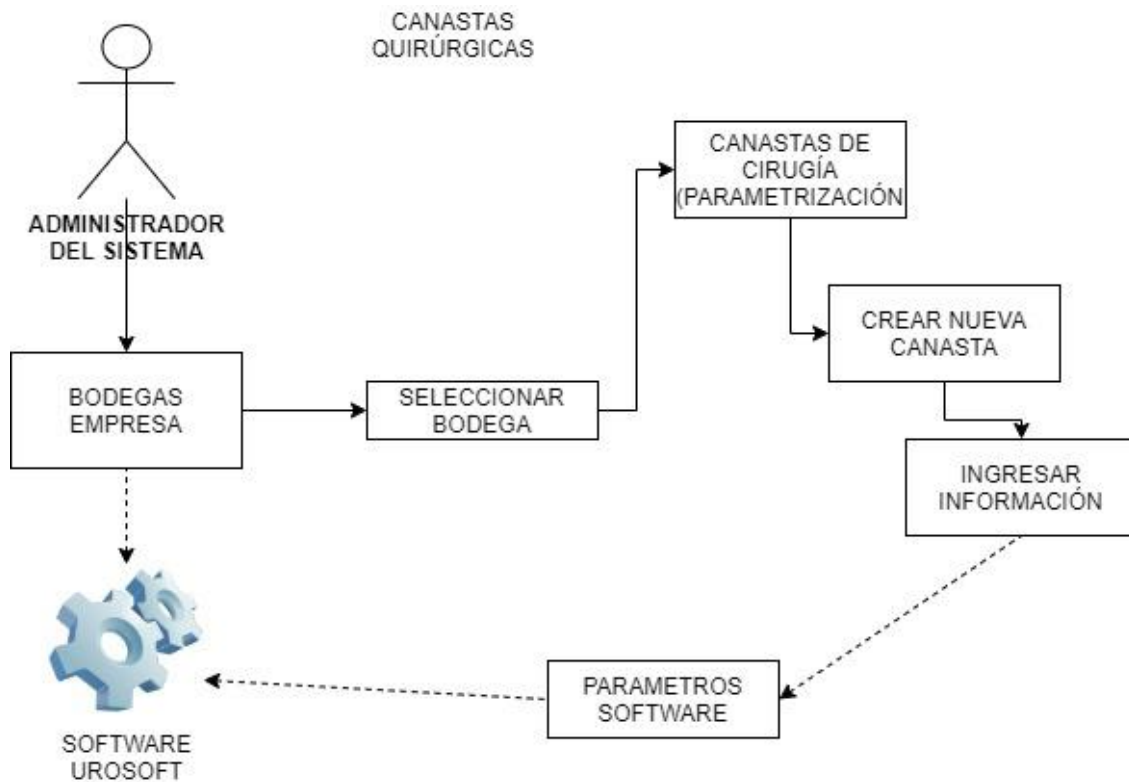 CANASTAS
QUIRÚRGICAS
ADMINISTRADOR
DEL SISTEMA
CANASTAS DE
CIRUGÍA
(PARAMETRIZACIÓN
CREAR NUEVA
CANASTA
BODEGAS
EMPRESA
SELECCIONAR
BODEGA
INGRESAR
INFORMACIÓN
PARAMETROS
SOFTWARE
SOFTWARE
UROSOFT